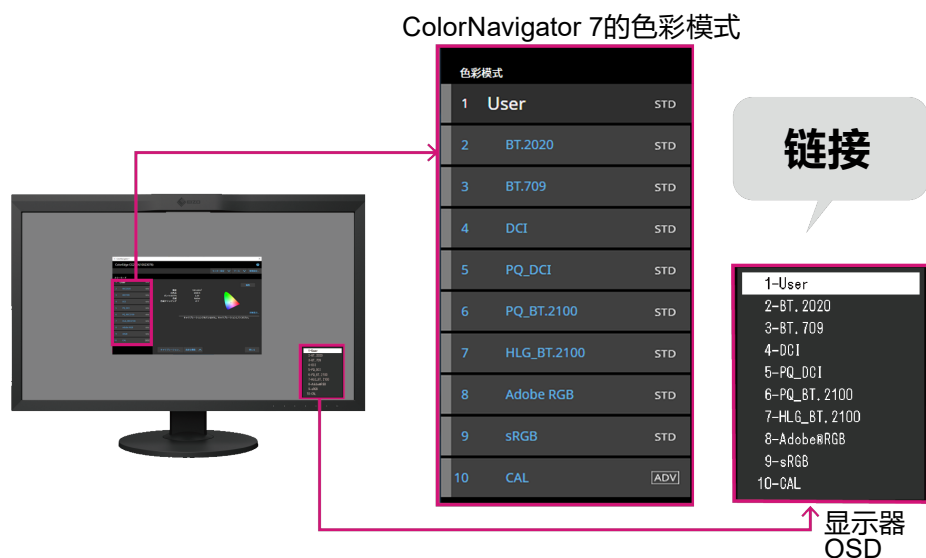 ColorNavigator 7的色彩模式
色彩模式
1 User STD
2 BT.2020 STD
3 BT.709 STD
4 DCI STD
5 PQ_DCI STD
6 PQ_BT.2100 STD
7 HLG_BT.2100 STD
8 Adobe RGB STD
9 sRGB STD
10 CAL ADV
链接
1-User
2-BT.2020
3-BT.709
4-DCI
5-PQ_DCI
6-PQ_BT.2100
7-HLG_BT.2100
8-Adobe®RGB
9-sRGB
10-CAL
显示器
OSD